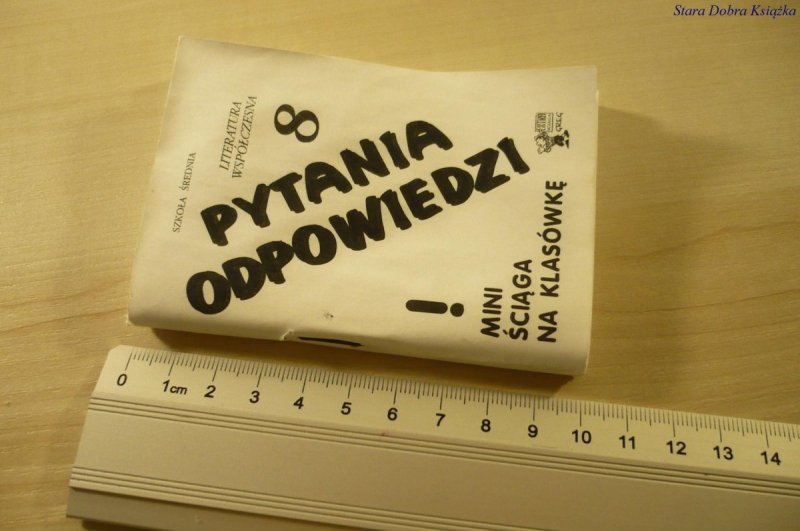 Stara Dobra Książka
SZKOŁA ŚREDNIA
LITERATURA
WSPÓŁCZESNA
8
PYTANIA
ODPOWIEDZI
!
MINI
ŚCIĄGA
NA KLASÓWKĘ
GREG
0 1cm 2 3 4 5 6 7 8 9 10 11 12 13 14